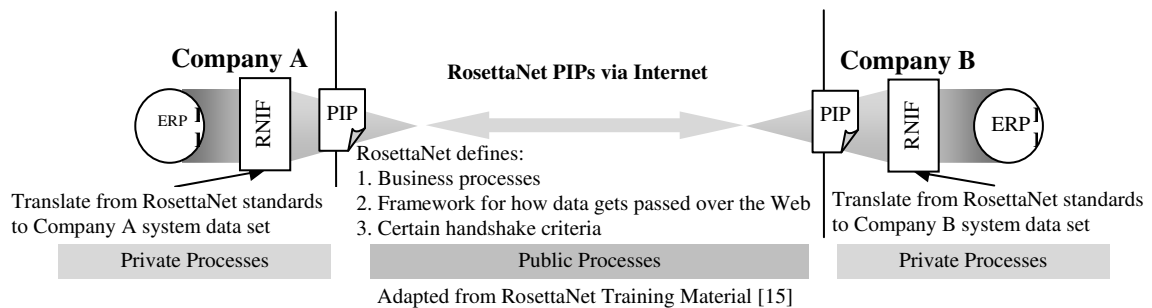 Company A
RosettaNet PIPs via Internet
Company B
ERP
RNIF
PIP
PIP
RNIF
ERP
RosettaNet defines:
1. Business processes
2. Framework for how data gets passed over the Web
3. Certain handshake criteria
Translate from RosettaNet standards
to Company A system data set
Translate from RosettaNet standards
to Company B system data set
Private Processes
Public Processes
Private Processes
Adapted from RosettaNet Training Material [15]